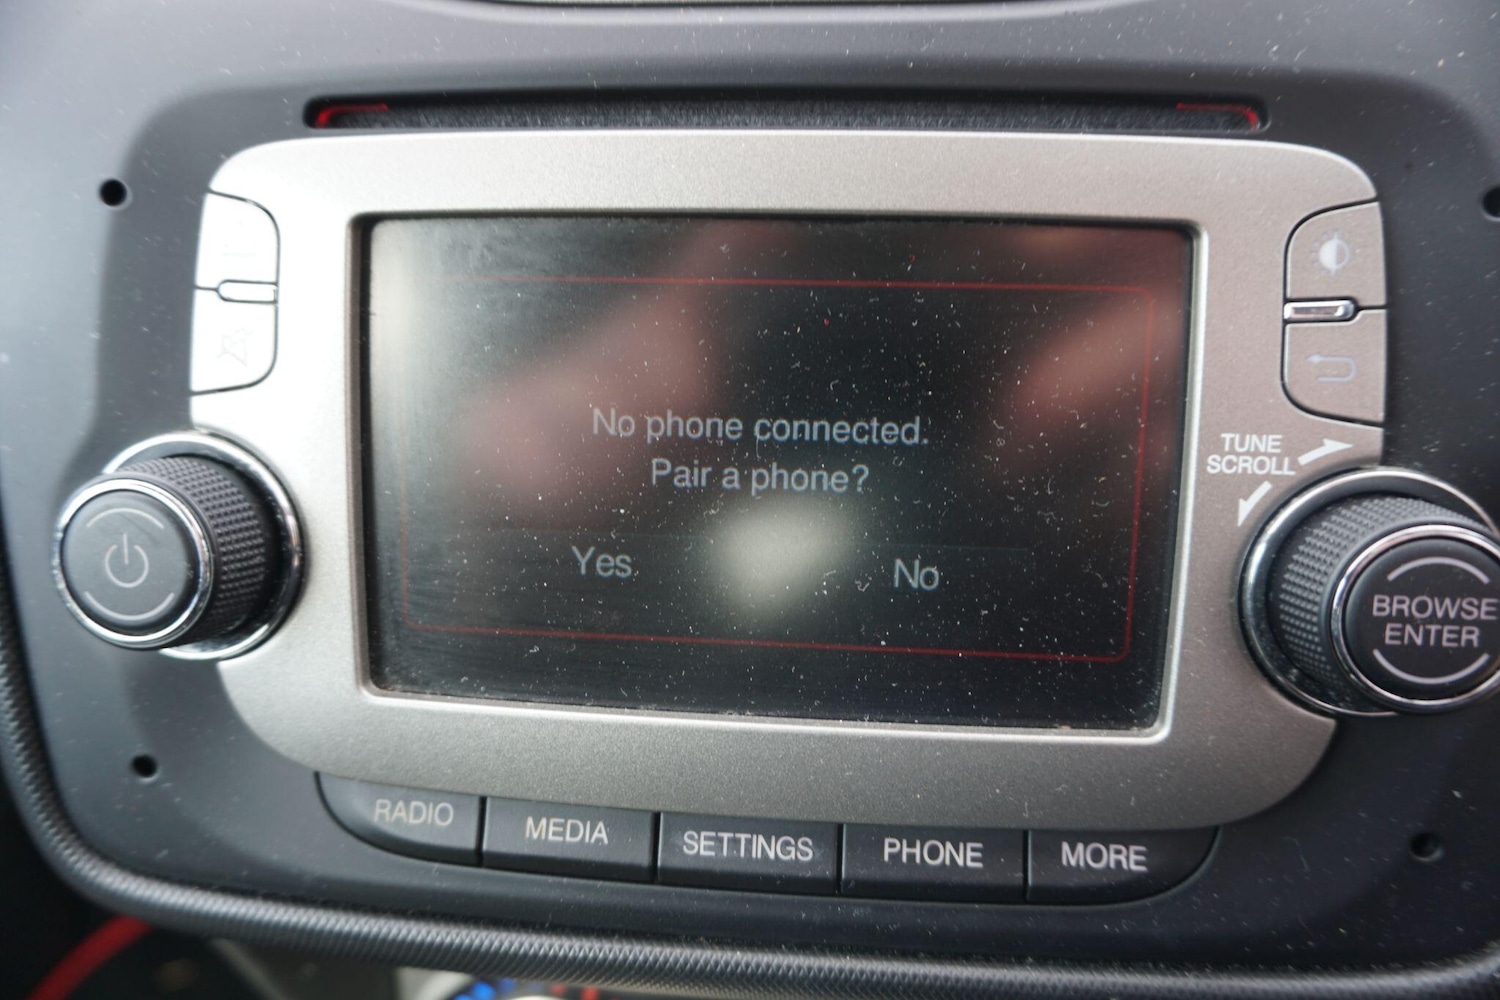 No phone connected.
Pair a phone?
Yes
No
TUNE
SCROLL
BROWSE
ENTER
RADIO
MEDIA
SETTINGS
PHONE
MORE